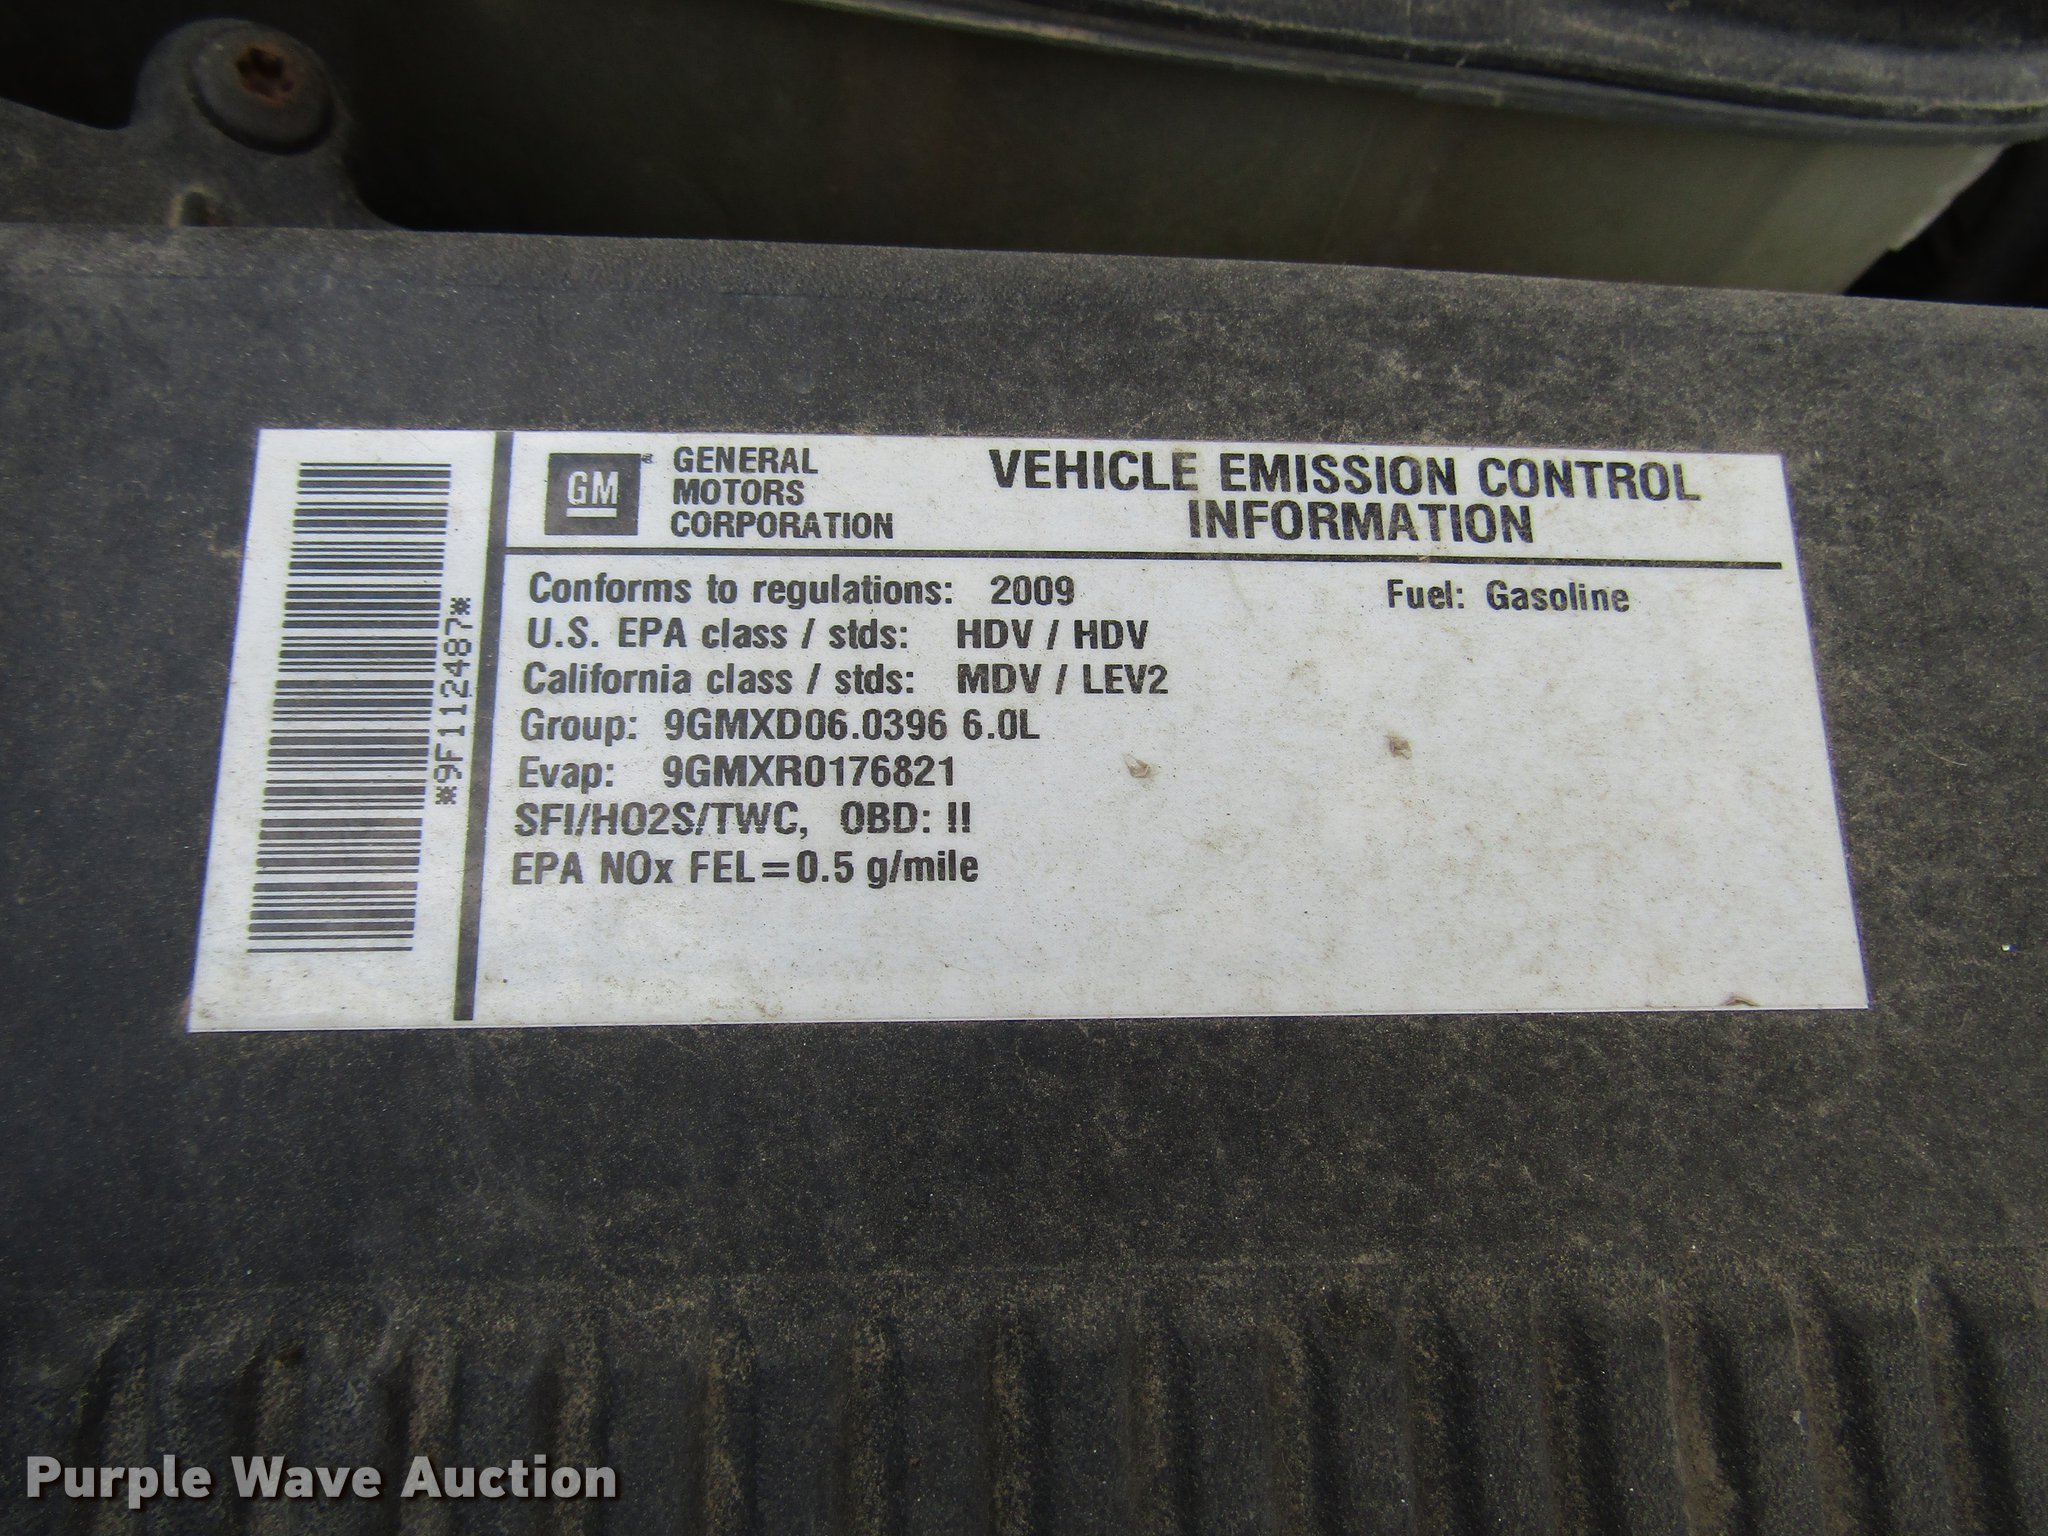 *9F1124487*
GM
GENERAL
MOTORS
CORPORATION
VEHICLE EMISSION CONTROL
INFORMATION
Conforms to regulations: 2009
Fuel: Gasoline
U.S. EPA class / stds: HDV / HDV
California class / stds: MDV / LEV2
Group: 9GMXD06.0396 6.0L
Evap: 9GMXR0176821
SFI/HO2S/TWC, OBD: II
EPA NOx FEL=0.5 g/mile
Purple Wave Auction